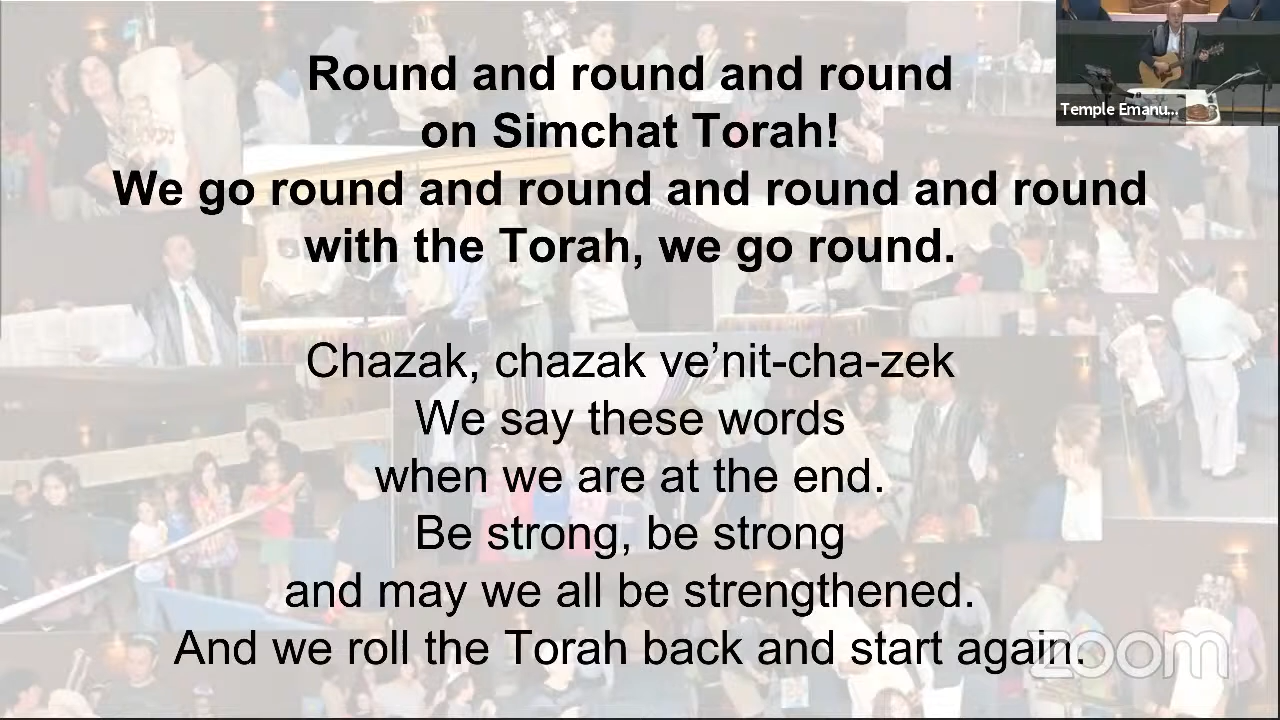 Round and round and round
on Simchat Torah!
We go round and round and round and round
with the Torah, we go round.
Chazak, chazak ve’nit-cha-zek
We say these words
when we are at the end.
Be strong, be strong
and may we all be strengthened.
And we roll the Torah back and start again.
Temple Emanu...
zoom